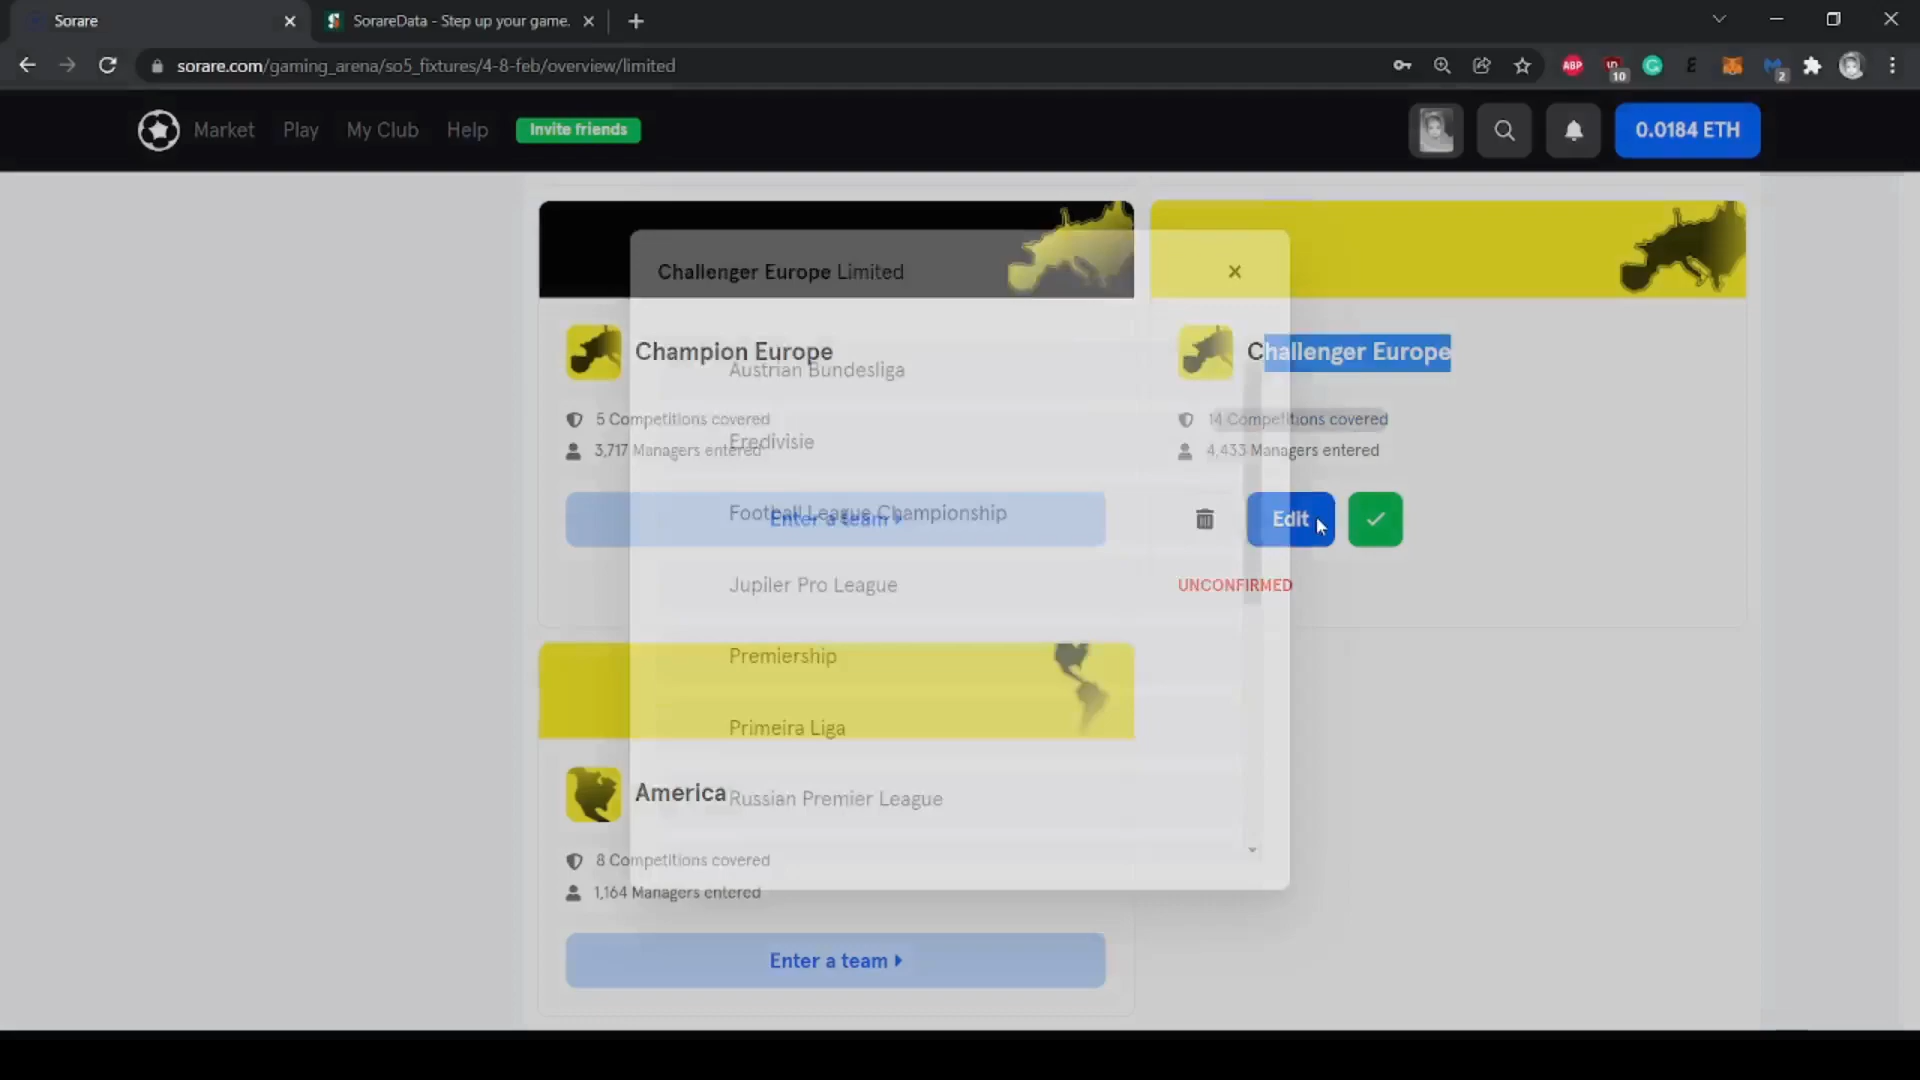 Sorare
SorareData - Step up your game.
sorare.com/gaming_arena/so5_fixtures/4-8-feb/overview/limited
ABP
10
2
Market
Play
My Club
Help
Invite friends
0.0184 ETH
Challenger Europe Limited
Champion Europe
5 Competitions covered
3,717 Managers entered
Enter a team
Challenger Europe
14 Competitions covered
4,433 Managers entered
Edit
UNCONFIRMED
Austrian Bundesliga
Eredivisie
Football League Championship
Jupiler Pro League
Premiership
Primeira Liga
Russian Premier League
America
8 Competitions covered
1,164 Managers entered
Enter a team